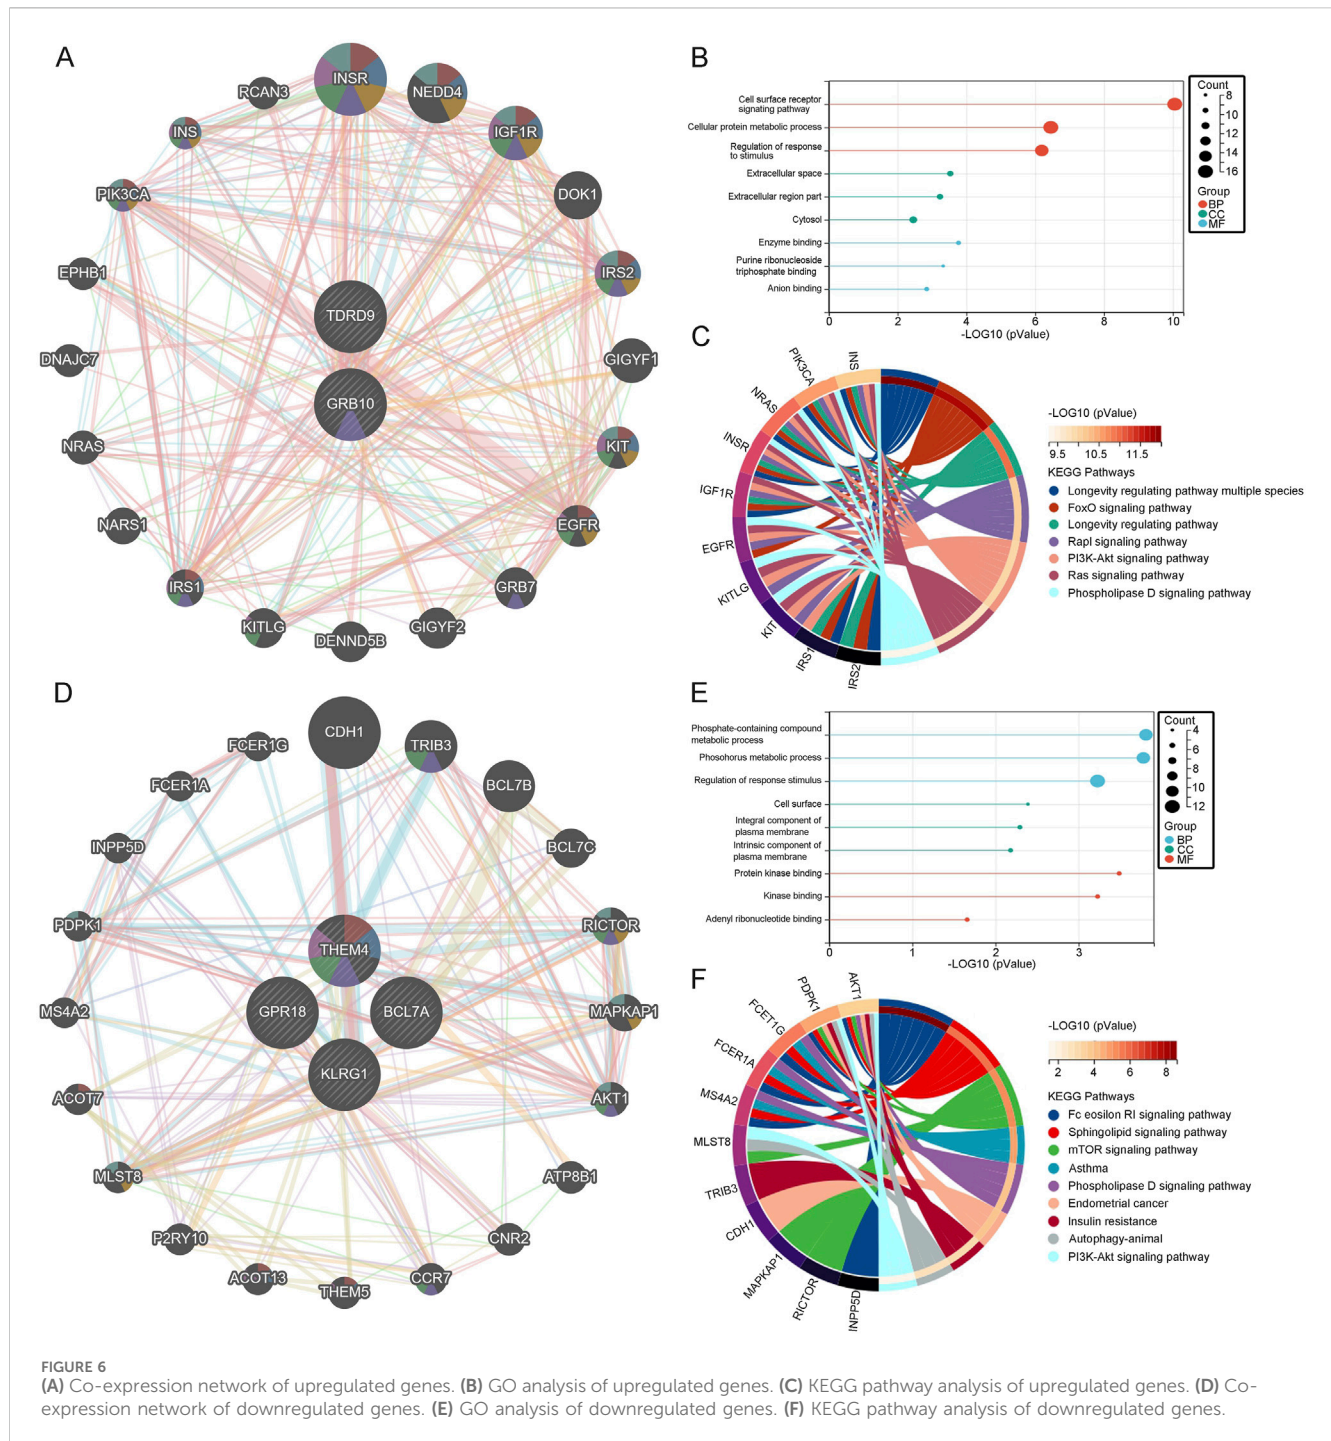 A
INSR
NEDD4
RCAN3
INS
IGF1R
PIK3CA
DOK1
EPHB1
IRS2
TDRD9
DNAJC7
GIGYF1
GRB10
NRAS
KIT
NARS1
EGFR
IRS1
GRB7
KITLG
GIGYF2
DENND5B
B
Cell surface receptor
signating pathway
Cellular protein metabolic process
Regulation of response
to stimulus
Extracellular space
Extracellular region part
Cytosol
Enzyme binding
Purine ribonucleoside
triphosphate binding
Anion binding
0 2 4 6 8 10
-LOG10 (pValue)
Count
8
10
12
14
16
Group
BP
CC
MF
C
INS
PIK3CA
NRAS
INSR
IGF1R
EGFR
KITLG
KIT
IRS1
IRS2
-LOG10 (pValue)
9.5 10.5 11.5
KEGG Pathways
Longevity regulating pathway multiple species
FoxO signaling pathway
Longevity regulating pathway
RapI signaling pathway
PI3K-Akt signaling pathway
Ras signaling pathway
Phospholipase D signaling pathway
D
CDH1
FCER1G
TRIB3
FCER1A
BCL7B
INPP5D
BCL7C
PDPK1
RICTOR
THEM4
MS4A2
GPR18
BCL7A
MAPKAP1
KLRG1
ACOT7
AKT1
MLST8
ATP8B1
P2RY10
CNR2
ACOT13
THEM5
CCR7
E
Phosphate-containing compound
metabolic process
Phosohorus metabolic process
Regulation of response stimulus
Cell surface
Integral component of
plasma membrane
Intrinsic component of
plasma membrane
Protein kinase binding
Kinase binding
Adenyl ribonucleotide binding
0 1 2 3
-LOG10 (pValue)
Count
4
6
8
10
12
Group
BP
CC
MF
F
AKT1
PDPK1
FCET1G
FCER1A
MS4A2
MLST8
TRIB3
CDH1
MAPKAP1
RICTOR
INPP5D
-LOG10 (pValue)
2 4 6 8
KEGG Pathways
Fc eosilon RI signaling pathway
Sphingolipid signaling pathway
mTOR signaling pathway
Asthma
Phospholipase D signaling pathway
Endometrial cancer
Insulin resistance
Autophagy-animal
PI3K-Akt signaling pathway
FIGURE 6
(A) Co-expression network of upregulated genes. (B) GO analysis of upregulated genes. (C) KEGG pathway analysis of upregulated genes. (D) Co-
expression network of downregulated genes. (E) GO analysis of downregulated genes. (F) KEGG pathway analysis of downregulated genes.